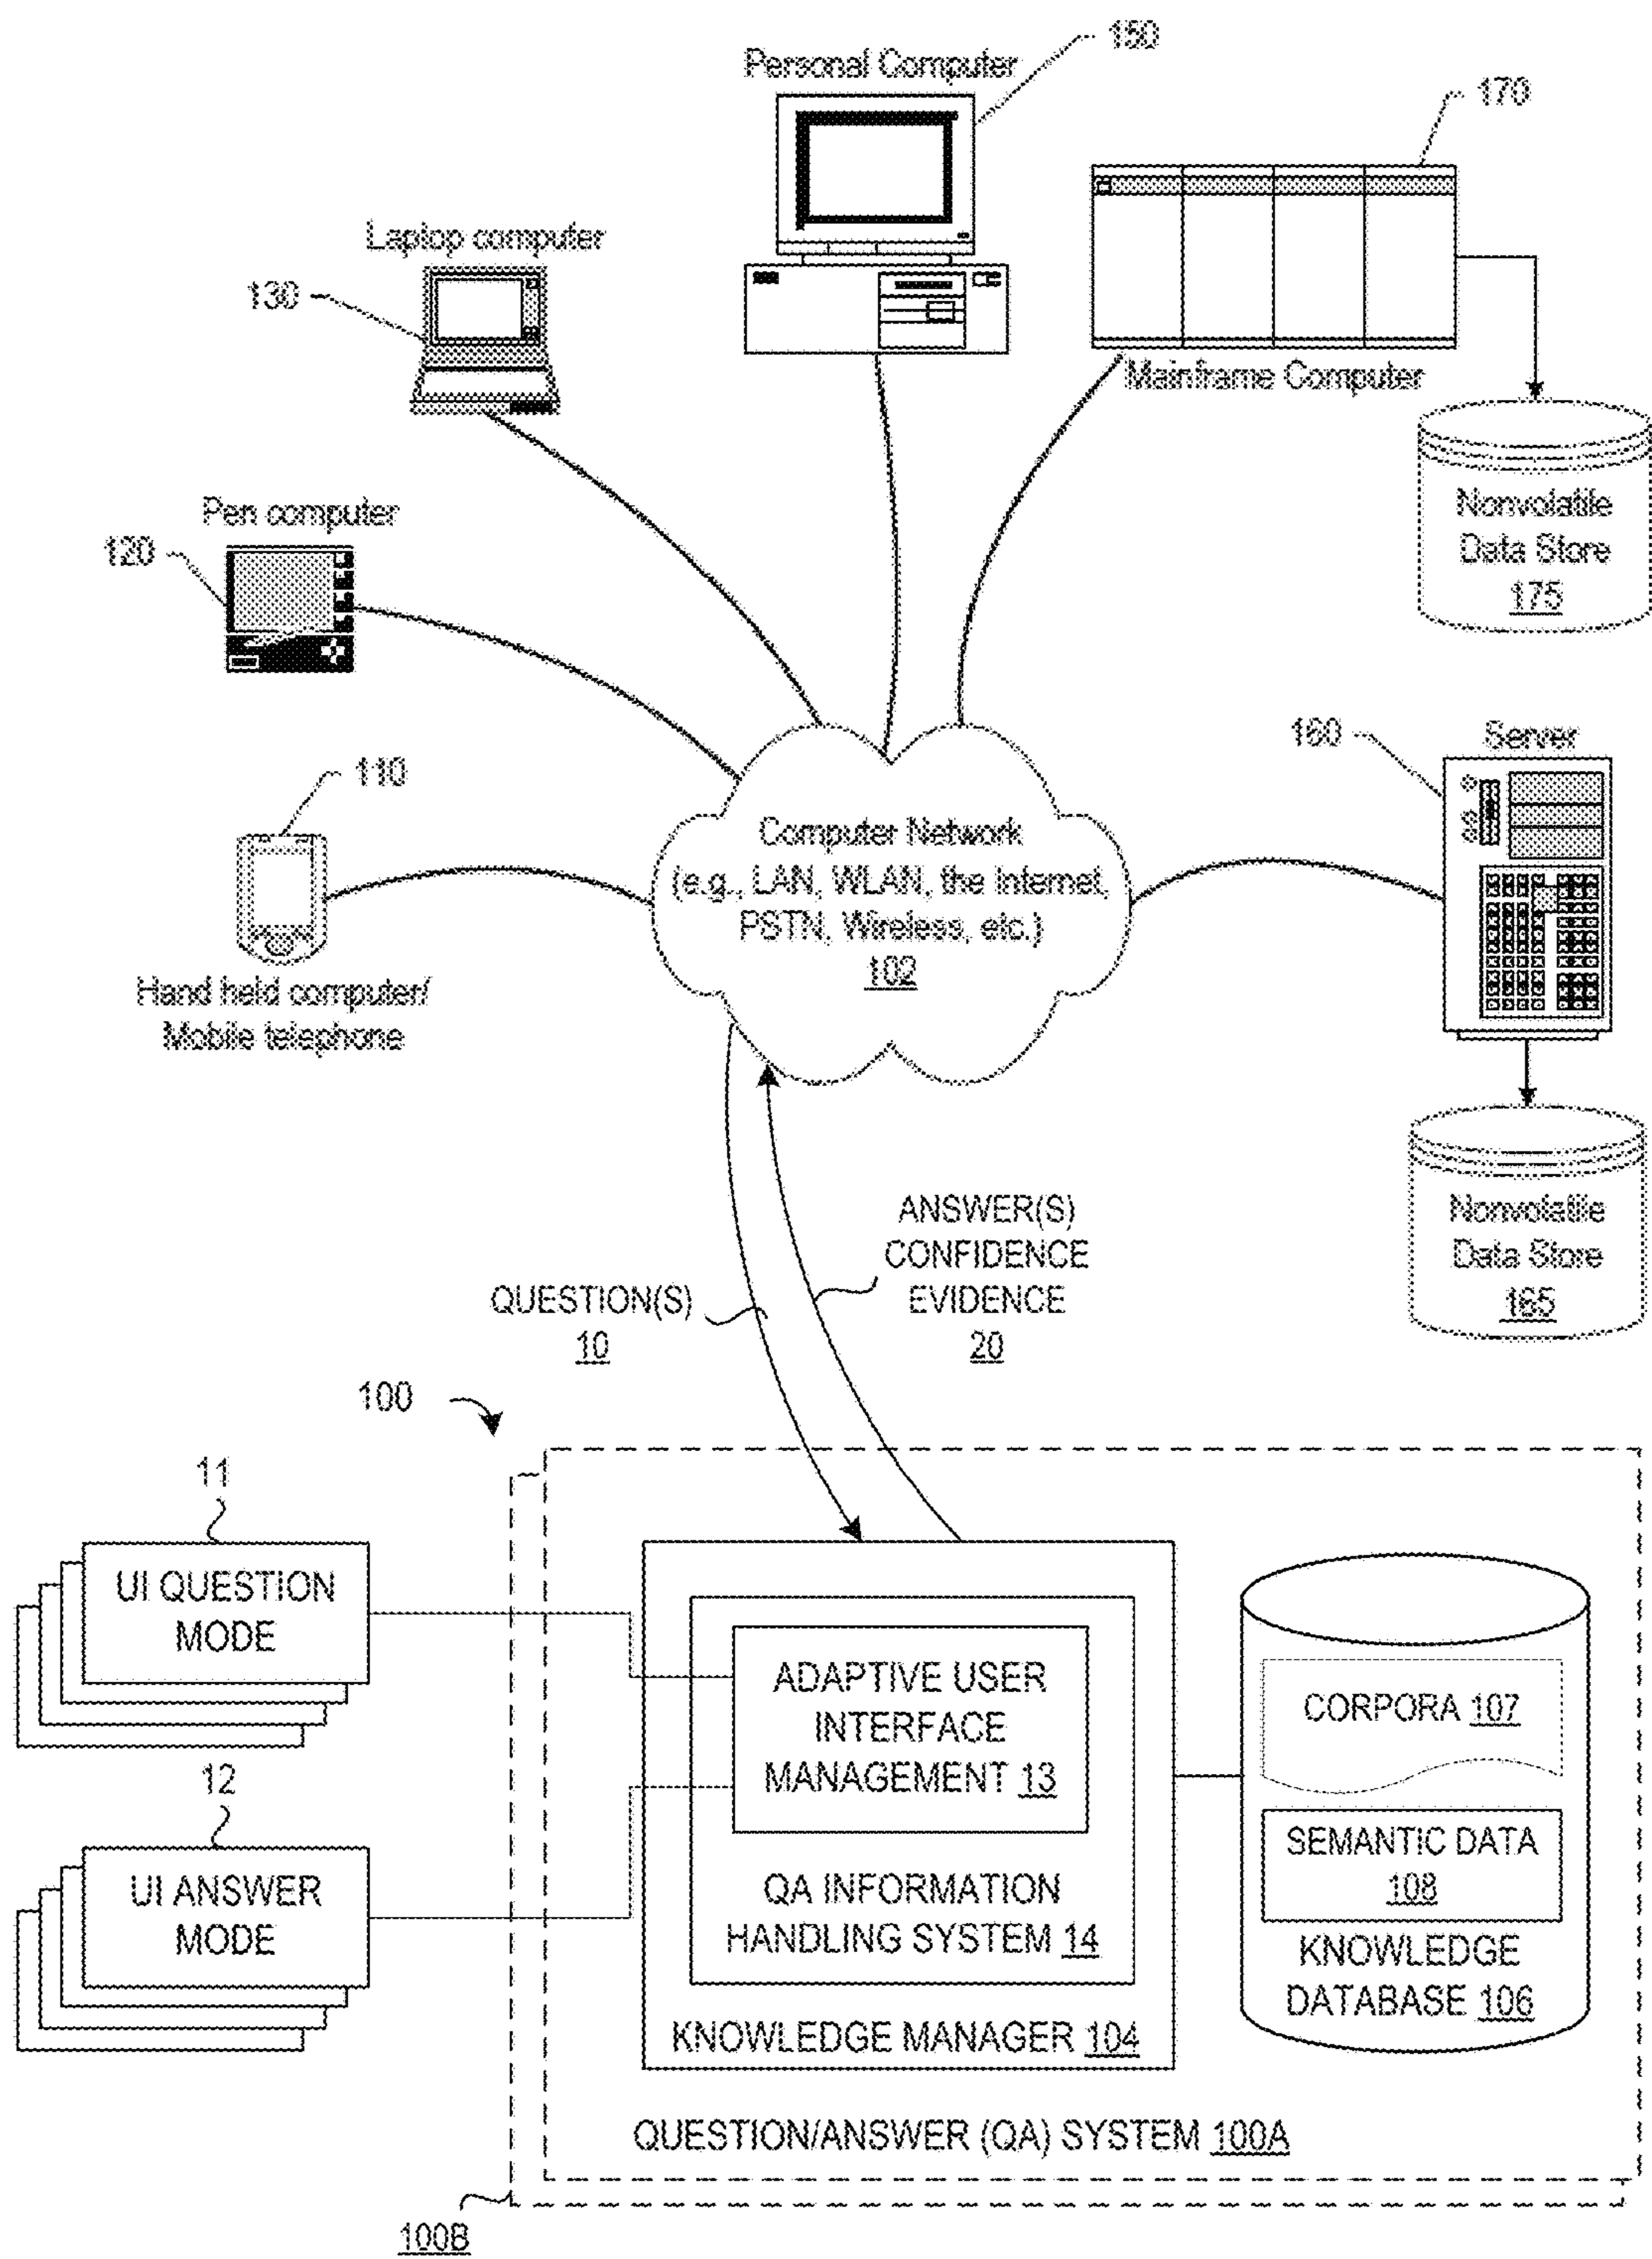 150
Personal Computer
170
Laptop computer
130
Mainframe Computer
Nonvolatile
Data Store
175
Pen computer
120
160
Server
110
Computer Network
(e.g., LAN, WLAN, the Internet,
PSTN, Wireless, etc.)
102
Hand held computer/
Mobile telephone
Nonvolatile
Data Store
165
ANSWER(S)
CONFIDENCE
EVIDENCE
20
QUESTION(S)
10
100
11
UI QUESTION
MODE
12
UI ANSWER
MODE
ADAPTIVE USER
INTERFACE
MANAGEMENT 13
QA INFORMATION
HANDLING SYSTEM 14
KNOWLEDGE MANAGER 104
CORPORA 107
SEMANTIC DATA
108
KNOWLEDGE
DATABASE 106
QUESTION/ANSWER (QA) SYSTEM 100A
100B